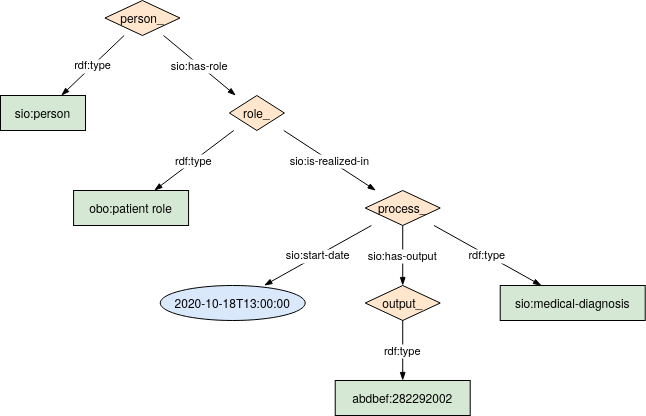 person_
rdf:type
sio:has-role
sio:person
role_
rdf:type
sio:is-realized-in
obo:patient role
process_
sio:start-date
sio:has-output
rdf:type
2020-10-18T13:00:00
output_
sio:medical-diagnosis
rdf:type
abdbef:282292002